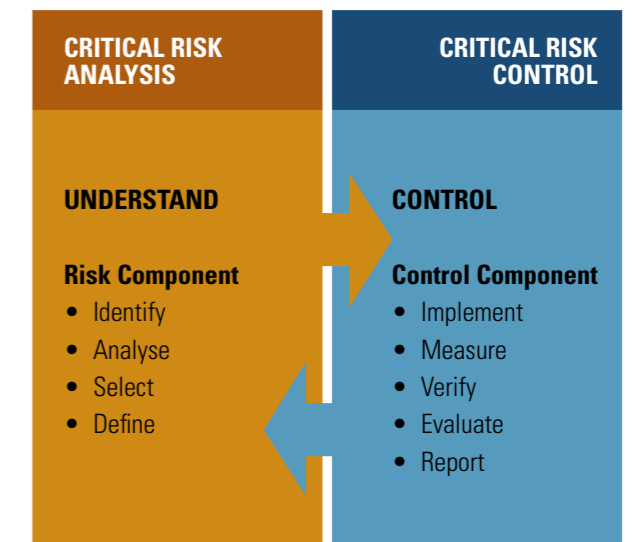 CRITICAL RISK
ANALYSIS
UNDERSTAND
Risk Component
• Identify
• Analyse
• Select
• Define
CRITICAL RISK
CONTROL
CONTROL
Control Component
• Implement
• Measure
• Verify
• Evaluate
• Report